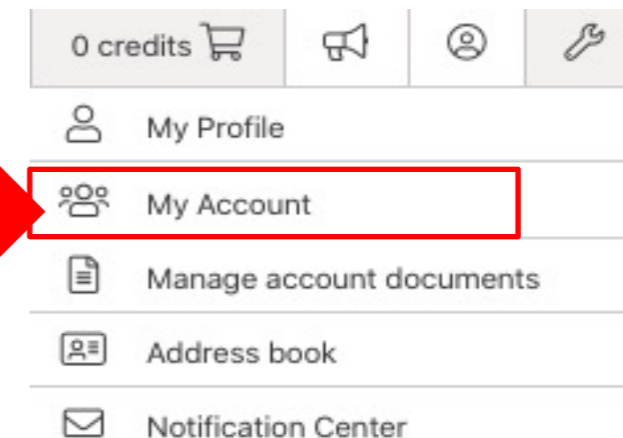 0 credits
My Profile
My Account
Manage account documents
Address book
Notification Center